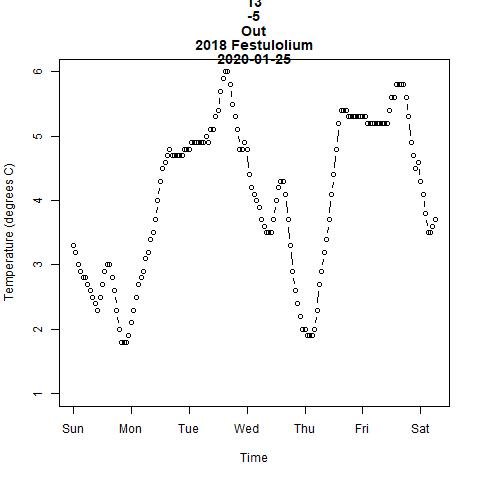 13
-5
Out
2018 Festulolium
2020-01-25
6
5
4
3
2
1
Temperature (degrees C)
Sun Mon Tue Wed Thu Fri Sat
Time